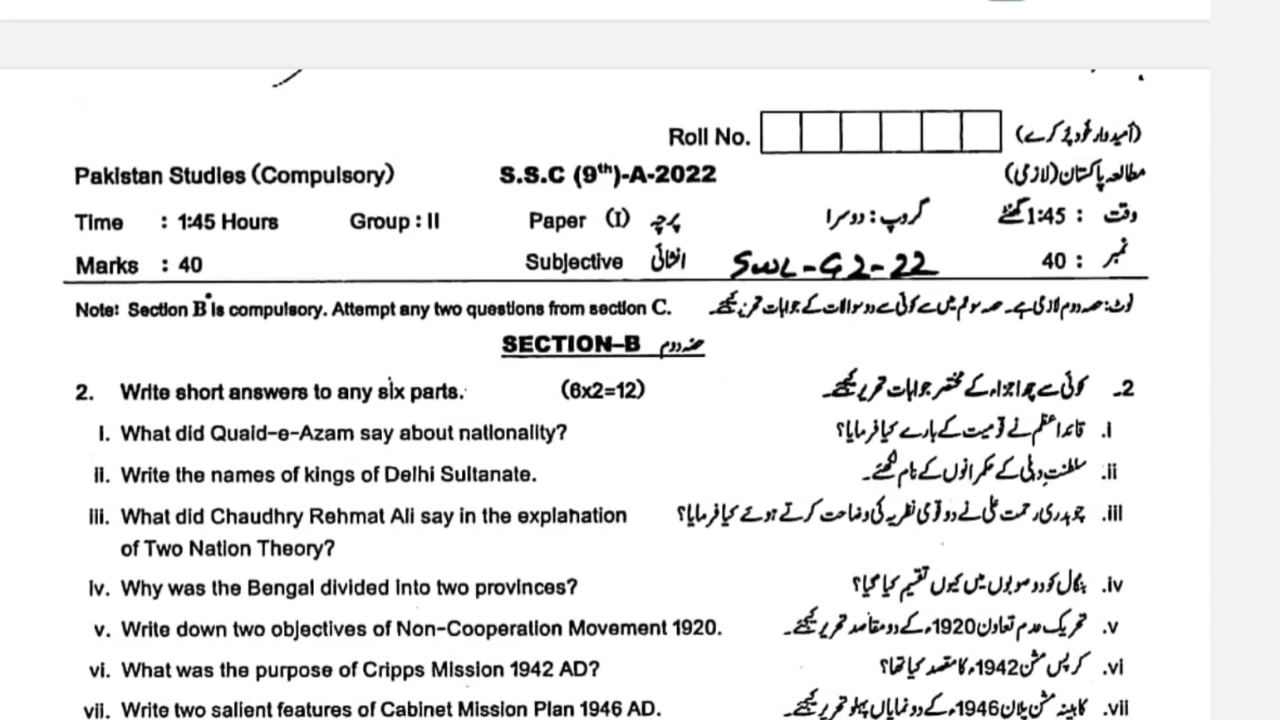 Roll No. (امیدوار خود پُر کرے)
Pakistan Studies (Compulsory) S.S.C (9th)-A-2022 مطالعہ پاکستان (لازمی)
Time : 1:45 Hours Group : II Paper (I) پرچہ گروپ : دوسرا وقت : 1:45 گھنٹے
Marks : 40 Subjective انشائی SWL-G2-22 نمبر : 40
Note: Section B is compulsory. Attempt any two questions from section C. نوٹ: حصہ دوم لازمی ہے۔ حصہ سوئم میں سے کوئی سے دو سوالات کے جوابات تحریر کیجئے۔
SECTION-B حصہ دوم
2. Write short answers to any six parts. (6x2=12) 2۔ کوئی سے چھ اجزاء کے مختصر جوابات تحریر کیجئے۔
i. What did Quaid-e-Azam say about nationality? i. قائداعظم نے قومیت کے بارے کیا فرمایا؟
ii. Write the names of kings of Delhi Sultanate. ii. سلطنتِ دہلی کے حکمرانوں کے نام لکھئے۔
iii. What did Chaudhry Rehmat Ali say in the explanation iii. چوہدری رحمت علی نے دو قومی نظریہ کی وضاحت کرتے ہوئے کیا فرمایا؟
of Two Nation Theory?
iv. Why was the Bengal divided into two provinces? iv. بنگال کو دو صوبوں میں کیوں تقسیم کیا گیا؟
v. Write down two objectives of Non-Cooperation Movement 1920. v. تحریک عدم تعاون 1920ء کے دو مقاصد تحریر کیجئے۔
vi. What was the purpose of Cripps Mission 1942 AD? vi. کرپس مشن 1942ء کا مقصد کیا تھا؟
vii. Write two salient features of Cabinet Mission Plan 1946 AD. vii. کابینہ مشن پلان 1946ء کے دو نمایاں پہلو تحریر کیجئے۔